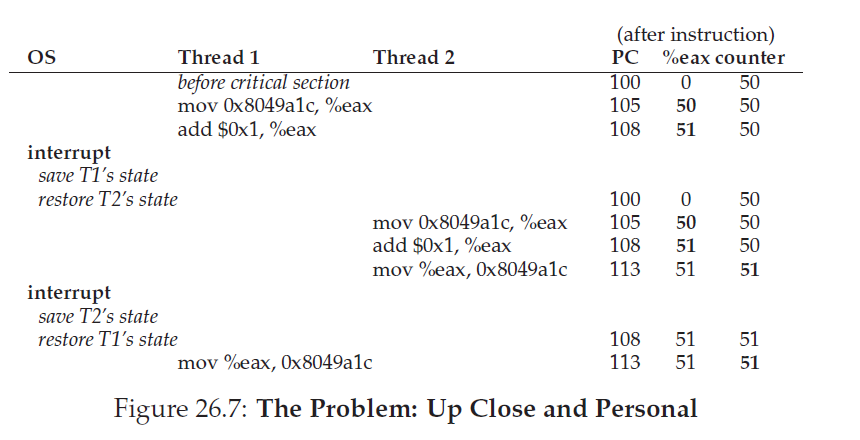 (after instruction)
OS Thread 1 Thread 2 PC %eax counter
before critical section 100 0 50
mov 0x8049a1c, %eax 105 50 50
add $0x1, %eax 108 51 50
interrupt
save T1's state
restore T2's state 100 0 50
mov 0x8049a1c, %eax 105 50 50
add $0x1, %eax 108 51 50
mov %eax, 0x8049a1c 113 51 51
interrupt
save T2's state
restore T1's state 108 51 51
mov %eax, 0x8049a1c 113 51 51
Figure 26.7: The Problem: Up Close and Personal